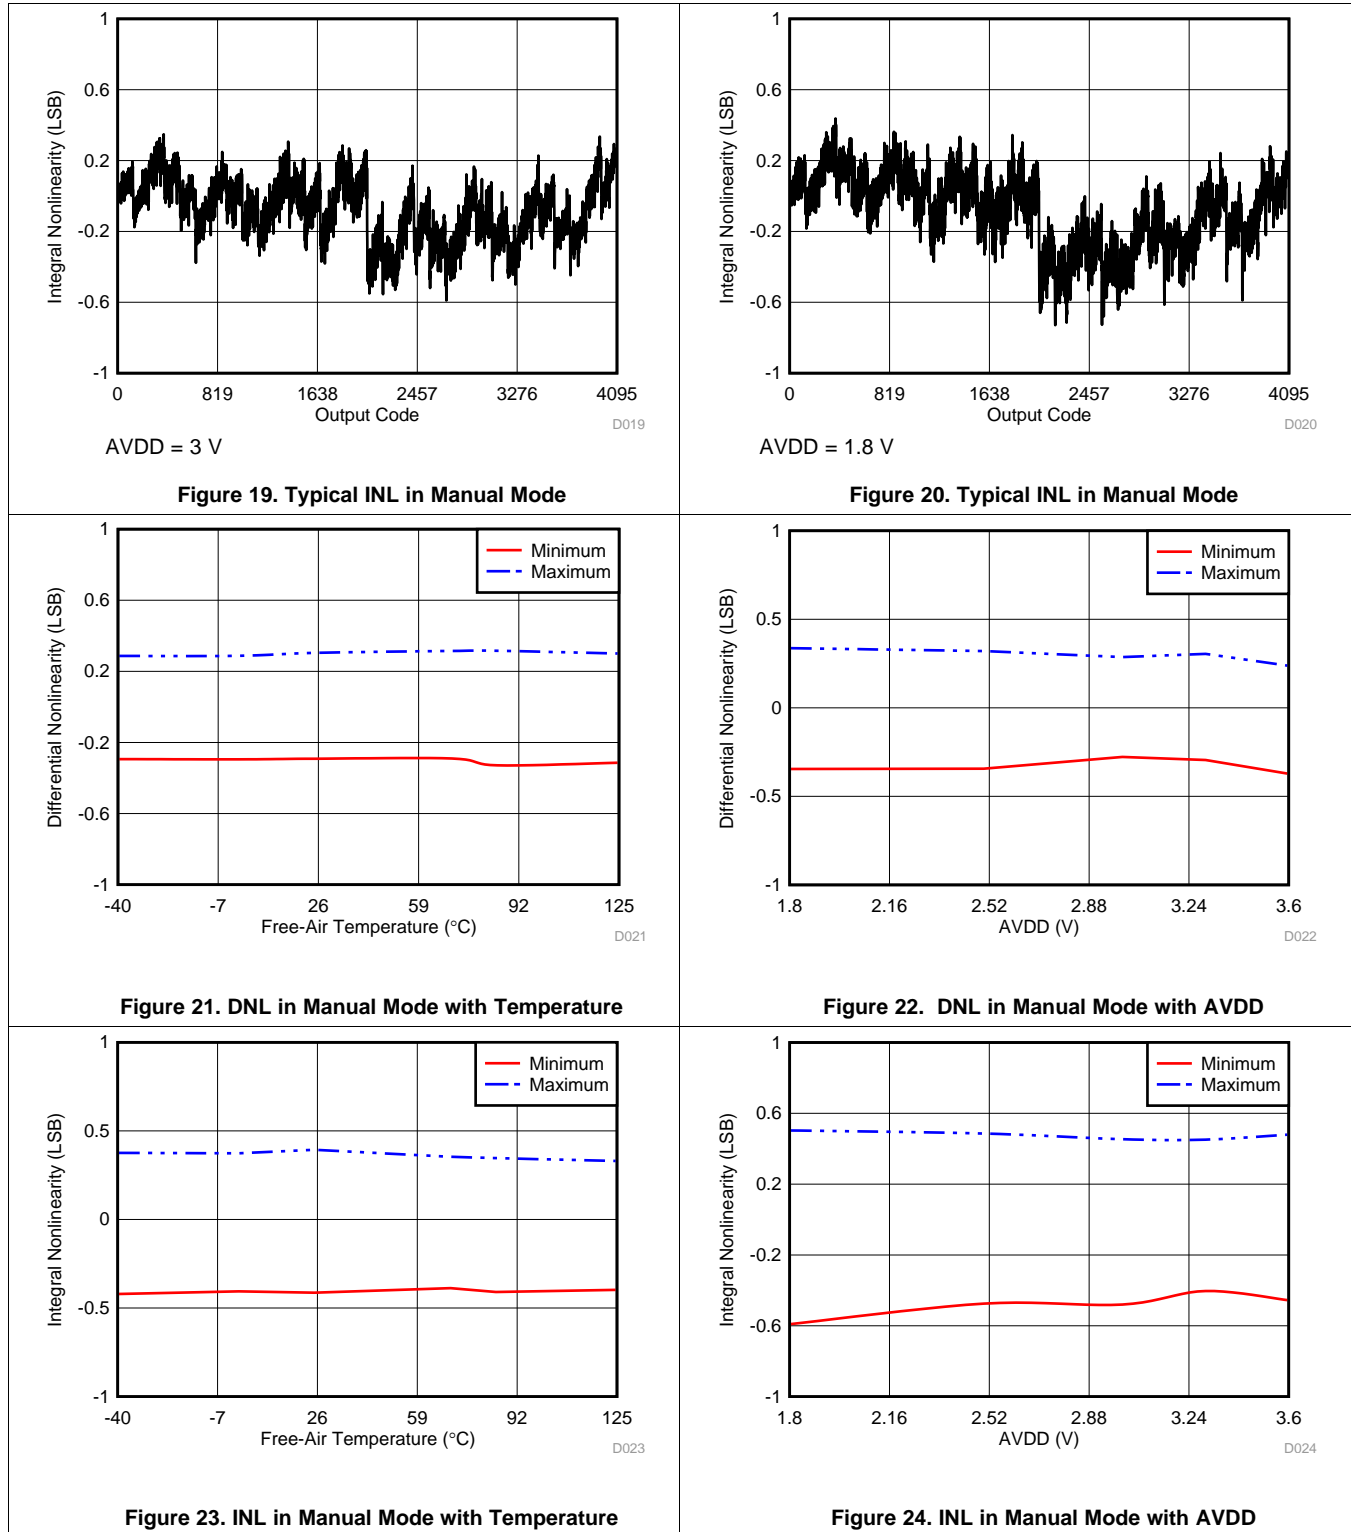 1
0.6
0.2
-0.2
-0.6
-1
Integral Nonlinearity (LSB)
0 819 1638 2457 3276 4095
Output Code
D019
AVDD = 3 V
Figure 19. Typical INL in Manual Mode
1
0.6
0.2
-0.2
-0.6
-1
Integral Nonlinearity (LSB)
0 819 1638 2457 3276 4095
Output Code
D020
AVDD = 1.8 V
Figure 20. Typical INL in Manual Mode
1
0.6
0.2
-0.2
-0.6
-1
Differential Nonlinearity (LSB)
Minimum
Maximum
-40 -7 26 59 92 125
Free-Air Temperature (°C)
D021
Figure 21. DNL in Manual Mode with Temperature
1
0.5
0
-0.5
-1
Differential Nonlinearity (LSB)
Minimum
Maximum
1.8 2.16 2.52 2.88 3.24 3.6
AVDD (V)
D022
Figure 22. DNL in Manual Mode with AVDD
1
0.5
0
-0.5
-1
Integral Nonlinearity (LSB)
Minimum
Maximum
-40 -7 26 59 92 125
Free-Air Temperature (°C)
D023
Figure 23. INL in Manual Mode with Temperature
1
0.6
0.2
-0.2
-0.6
-1
Integral Nonlinearity (LSB)
Minimum
Maximum
1.8 2.16 2.52 2.88 3.24 3.6
AVDD (V)
D024
Figure 24. INL in Manual Mode with AVDD